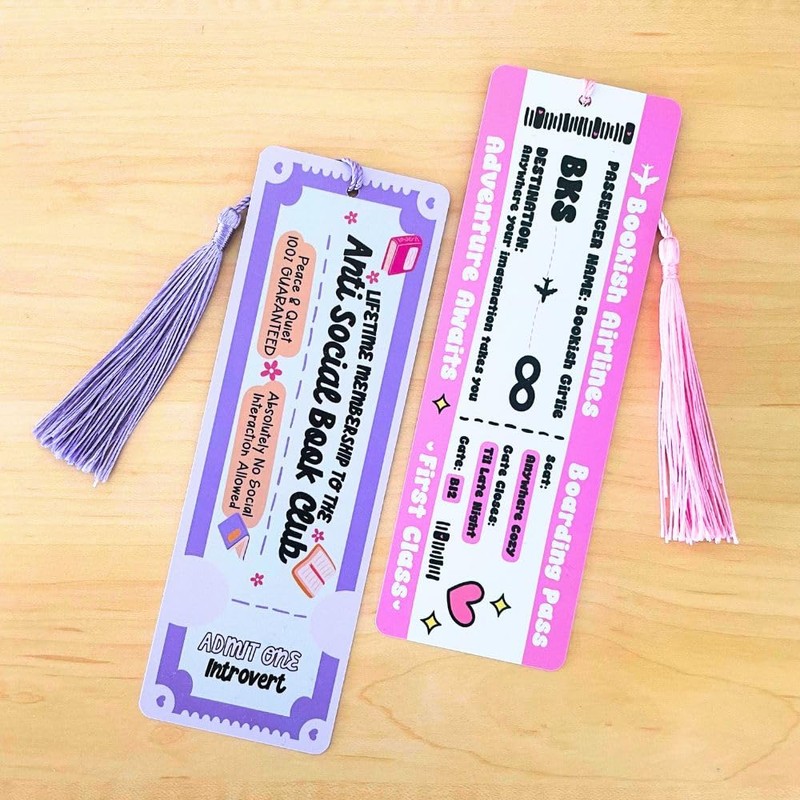 LIFETIME MEMBERSHIP TO THE
Anti Social Book Club
Peace & Quiet
100% GUARANTEED
Absolutely No Social
Interaction Allowed
ADMIT ONE
Introvert
Bookish Airlines
Boarding Pass
PASSENGER NAME: Bookish Girlie
BKS
DESTINATION:
Anywhere your imagination takes you
Seat:
Anywhere Cozy
Gate Closes:
Til Late Night
Gate: B12
Adventure Awaits
~First Class~